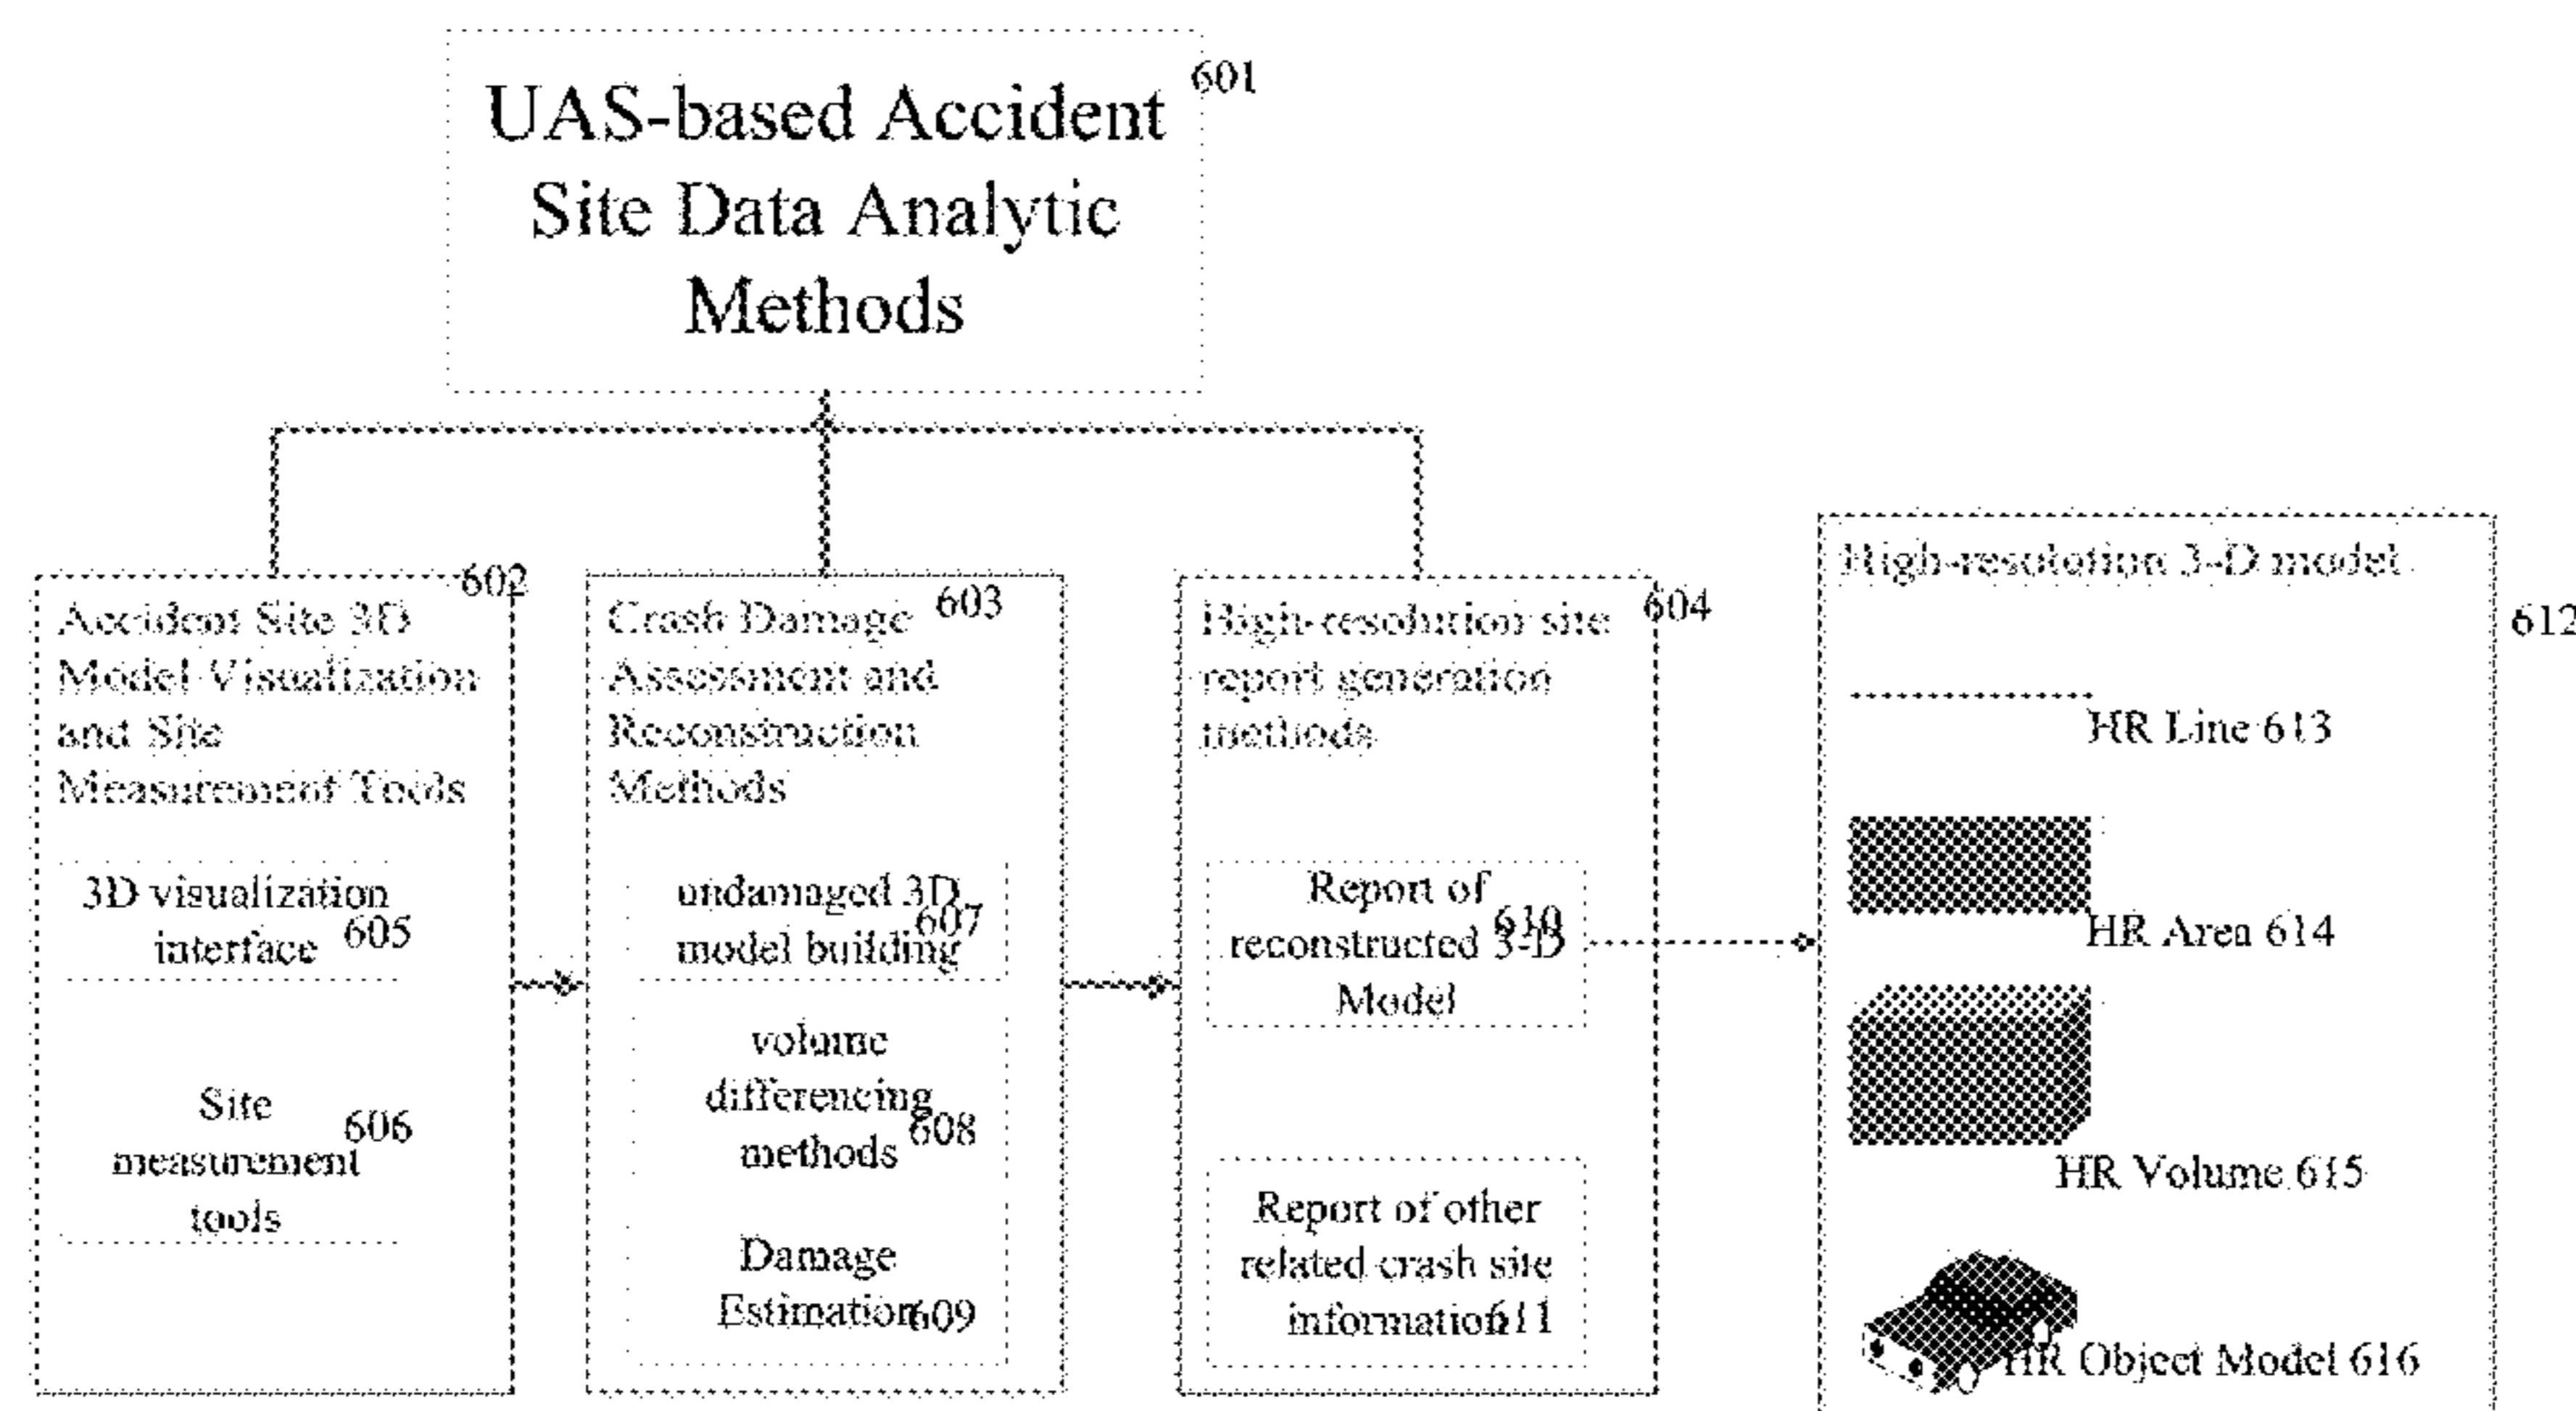 UAS-based Accident
Site Data Analytic
Methods
601
602
Accident Site 3D
Model Visualization
and Site
Measurement Tools
3D visualization
interface 605
Site
606
measurement
tools
603
Crash Damage
Assessment and
Reconstruction
Methods
undamaged 3D
607
model building
volume
differencing
608
methods
Damage
Estimation 609
604
High-resolution site
report generation
methods
Report of
610
reconstructed 3-D
Model
Report of other
related crash site
information 611
High-resolution 3-D model
612
HR Line 613
HR Area 614
HR Volume 615
HR Object Model 616